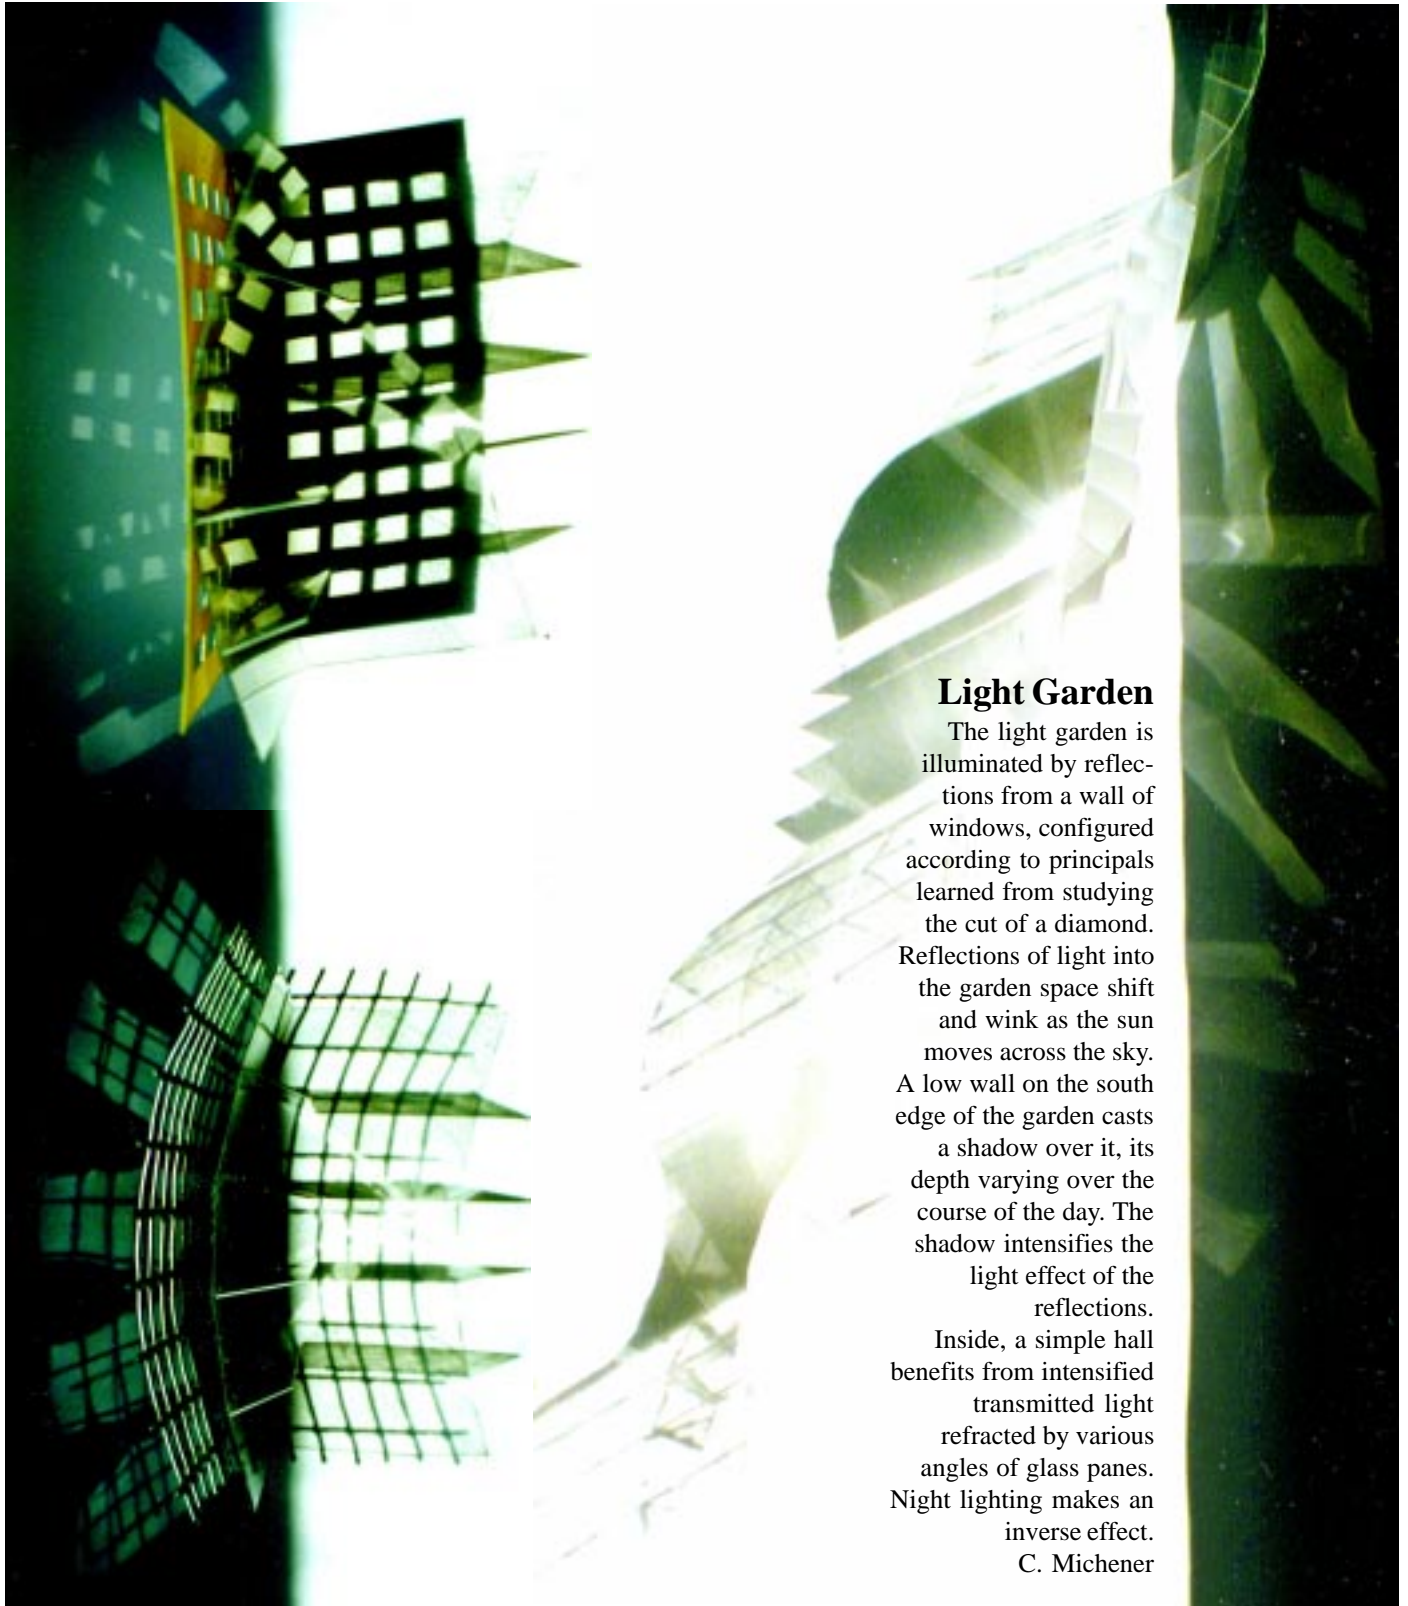 Light Garden
The light garden is
illuminated by reflec-
tions from a wall of
windows, configured
according to principals
learned from studying
the cut of a diamond.
Reflections of light into
the garden space shift
and wink as the sun
moves across the sky.
A low wall on the south
edge of the garden casts
a shadow over it, its
depth varying over the
course of the day. The
shadow intensifies the
light effect of the
reflections.
Inside, a simple hall
benefits from intensified
transmitted light
refracted by various
angles of glass panes.
Night lighting makes an
inverse effect.
C. Michener